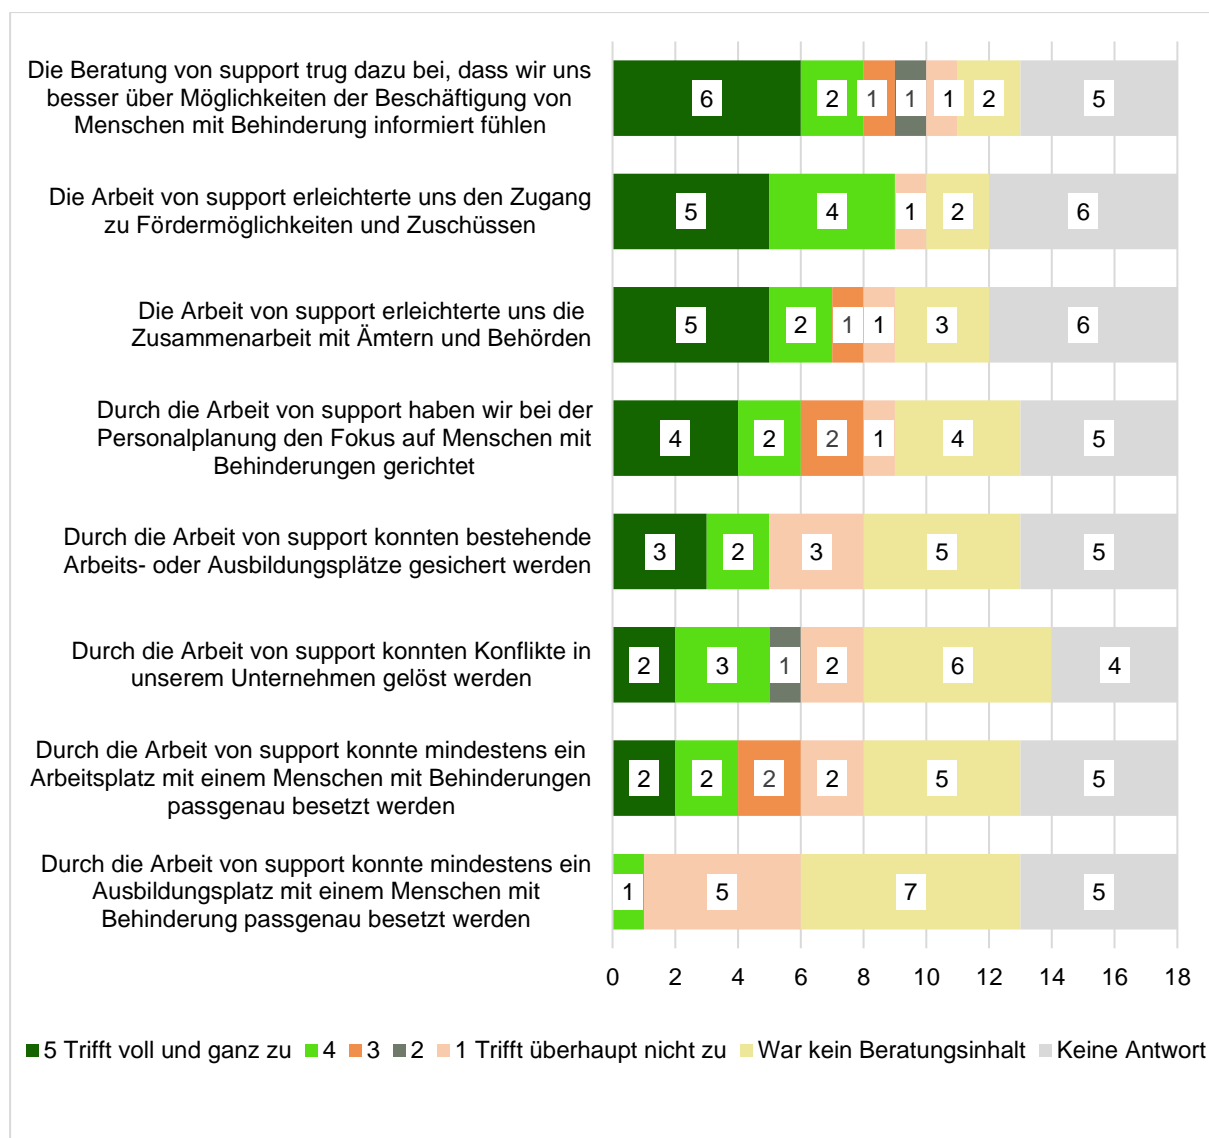 Die Beratung von support trug dazu bei, dass wir uns
besser über Möglichkeiten der Beschäftigung von
Menschen mit Behinderung informiert fühlen
6 2 1 1 1 2 5
Die Arbeit von support erleichterte uns den Zugang
zu Fördermöglichkeiten und Zuschüssen
5 4 1 2 6
Die Arbeit von support erleichterte uns die
Zusammenarbeit mit Ämtern und Behörden
5 2 1 1 3 6
Durch die Arbeit von support haben wir bei der
Personalplanung den Fokus auf Menschen mit
Behinderungen gerichtet
4 2 2 1 4 5
Durch die Arbeit von support konnten bestehende
Arbeits- oder Ausbildungsplätze gesichert werden
3 2 3 5 5
Durch die Arbeit von support konnten Konflikte in
unserem Unternehmen gelöst werden
2 3 1 2 6 4
Durch die Arbeit von support konnte mindestens ein
Arbeitsplatz mit einem Menschen mit Behinderungen
passgenau besetzt werden
2 2 2 2 5 5
Durch die Arbeit von support konnte mindestens ein
Ausbildungsplatz mit einem Menschen mit
Behinderung passgenau besetzt werden
1 5 7 5
0 2 4 6 8 10 12 14 16 18
5 Trifft voll und ganz zu 4 3 2 1 Trifft überhaupt nicht zu War kein Beratungsinhalt Keine Antwort